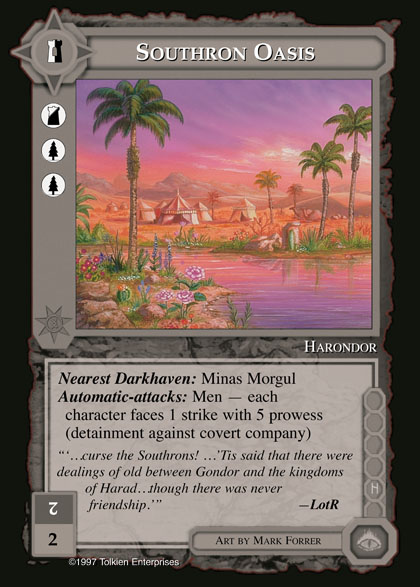 SOUTHRON OASIS
HARONDOR
Nearest Darkhaven: Minas Morgul
Automatic-attacks: Men — each
character faces 1 strike with 5 prowess
(detainment against covert company)
“‘…curse the Southrons! …’Tis said that there were
dealings of old between Gondor and the kingdoms
of Harad…though there was never
friendship.’” –LotR
H
2
2
ART BY MARK FORRER
©1997 Tolkien Enterprises